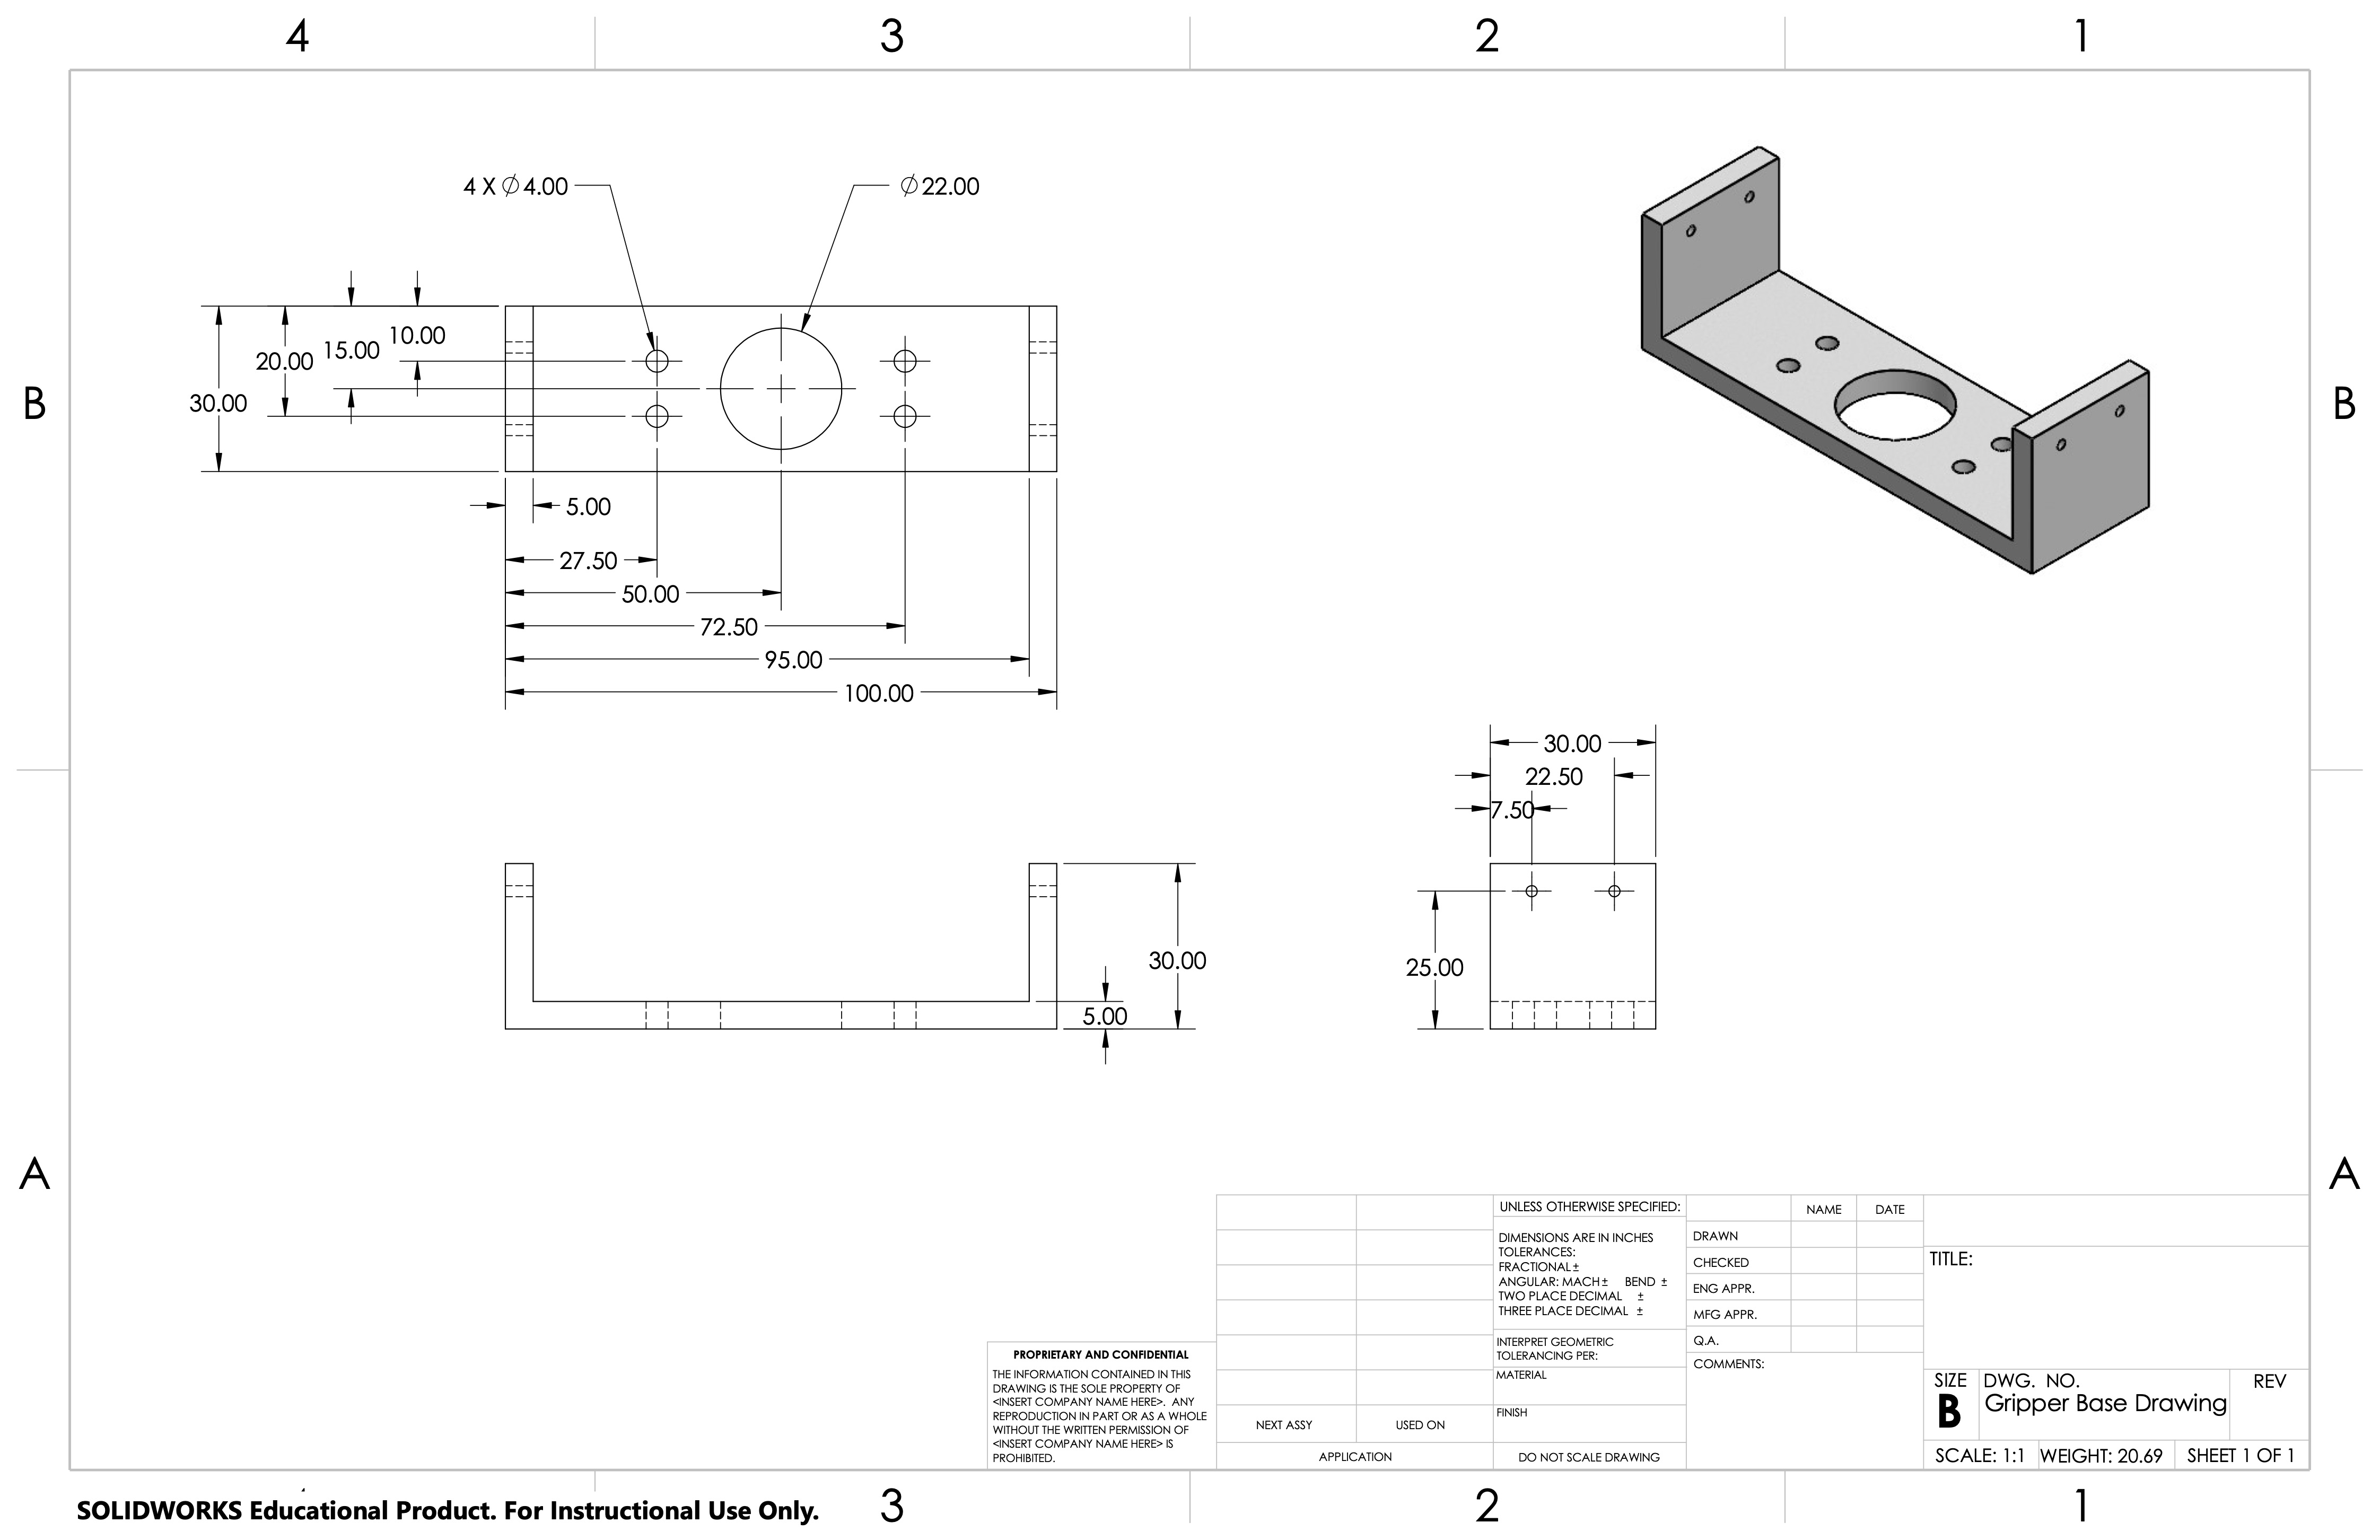 4 3 2 1
4 X ∅4.00
∅22.00
10.00
15.00
20.00
30.00
B
B
5.00
27.50
50.00
72.50
95.00
100.00
30.00
22.50
7.50
30.00
5.00
25.00
A
A
UNLESS OTHERWISE SPECIFIED:
DIMENSIONS ARE IN INCHES
TOLERANCES:
FRACTIONAL ±
ANGULAR: MACH ± BEND ±
TWO PLACE DECIMAL ±
THREE PLACE DECIMAL ±
INTERPRET GEOMETRIC
TOLERANCING PER:
MATERIAL
FINISH
DO NOT SCALE DRAWING
NAME DATE
DRAWN
CHECKED
ENG APPR.
MFG APPR.
Q.A.
COMMENTS:
TITLE:
SIZE
B
DWG. NO.
Gripper Base Drawing
REV
SCALE: 1:1 WEIGHT: 20.69 SHEET 1 OF 1
PROPRIETARY AND CONFIDENTIAL
THE INFORMATION CONTAINED IN THIS
DRAWING IS THE SOLE PROPERTY OF
<INSERT COMPANY NAME HERE>. ANY
REPRODUCTION IN PART OR AS A WHOLE
WITHOUT THE WRITTEN PERMISSION OF
<INSERT COMPANY NAME HERE> IS
PROHIBITED.
NEXT ASSY USED ON
APPLICATION
SOLIDWORKS Educational Product. For Instructional Use Only.
3 2 1